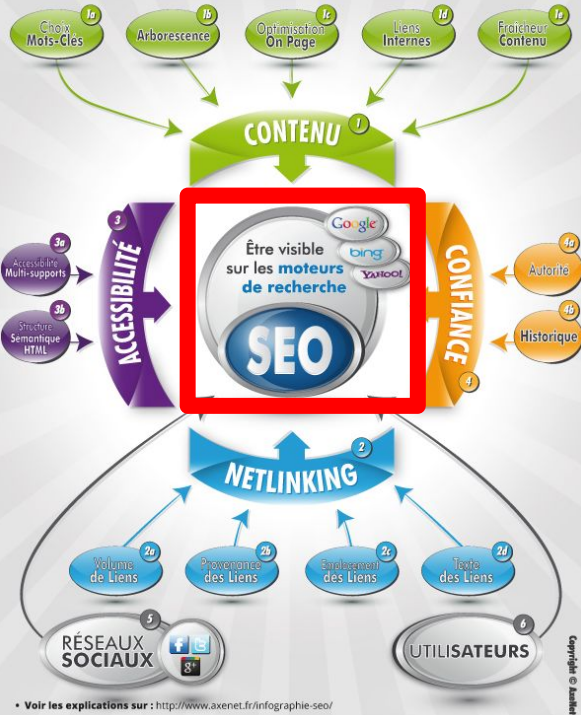 1a
Choix
Mots-Clés
1b
Arborescence
1c
Optimisation
On Page
1d
Liens
Internes
1e
Fraîcheur
Contenu
CONTENU 1
3
ACCESSIBILITÉ
3a
Accessibilité
Multi-supports
3b
Structure
Semantique
HTML
Google
bing
YAHOO!
Être visible
sur les moteurs
de recherche
SEO
CONFIANCE
4
4a
Autorité
4b
Historique
2
NETLINKING
2a
Volume
de Liens
2b
Provenance
des Liens
2c
Emplacement
des Liens
2d
Texte
des Liens
5
RÉSEAUX
SOCIAUX
f
t
g+
6
UTILISATEURS
Copyright © AxeNet
• Voir les explications sur : http://www.axenet.fr/infographie-seo/